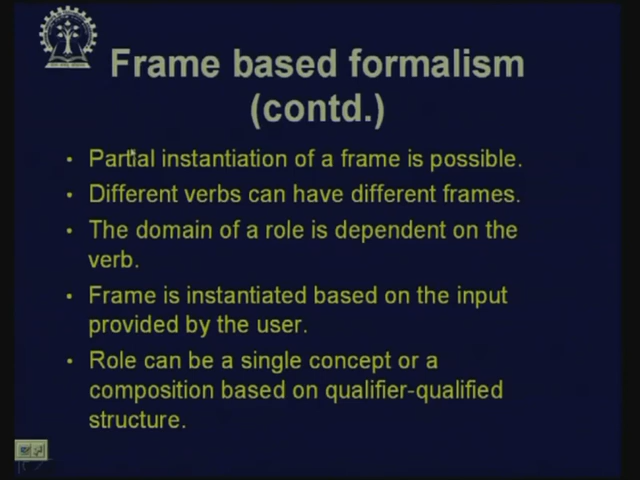 Frame based formalism
(contd.)
• Partial instantiation of a frame is possible.
• Different verbs can have different frames.
• The domain of a role is dependent on the
verb.
• Frame is instantiated based on the input
provided by the user.
• Role can be a single concept or a
composition based on qualifier-qualified
structure.